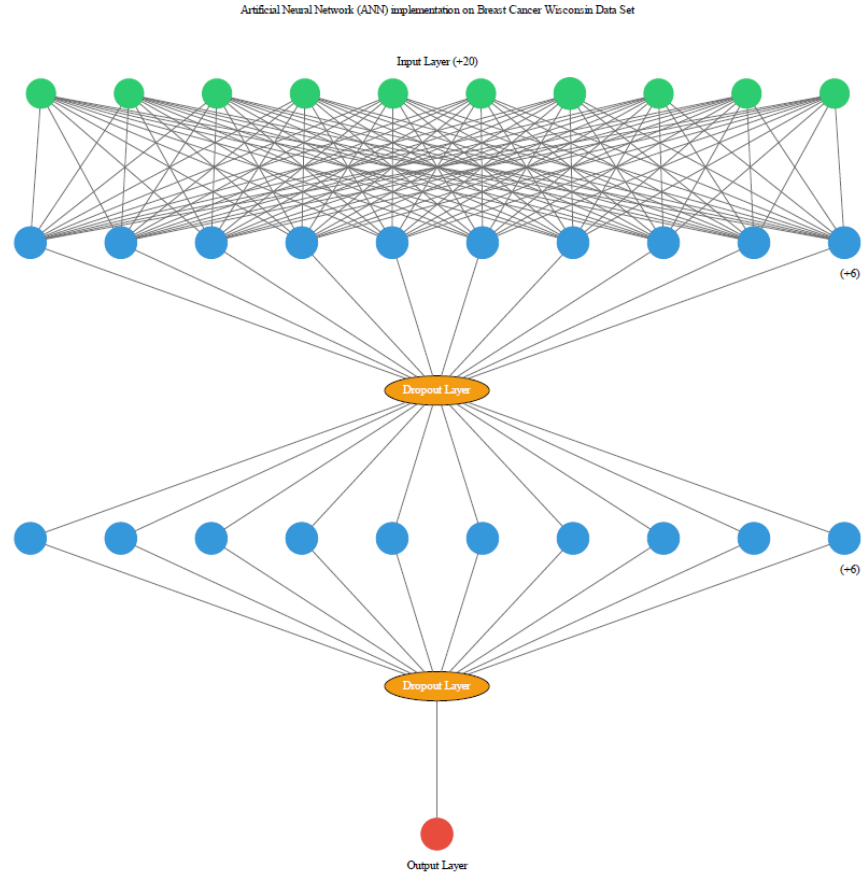 Artificial Neural Network (ANN) implementation on Breast Cancer Wisconsin Data Set
Input Layer (+20)
(+6)
Dropout Layer
(+6)
Dropout Layer
Output Layer